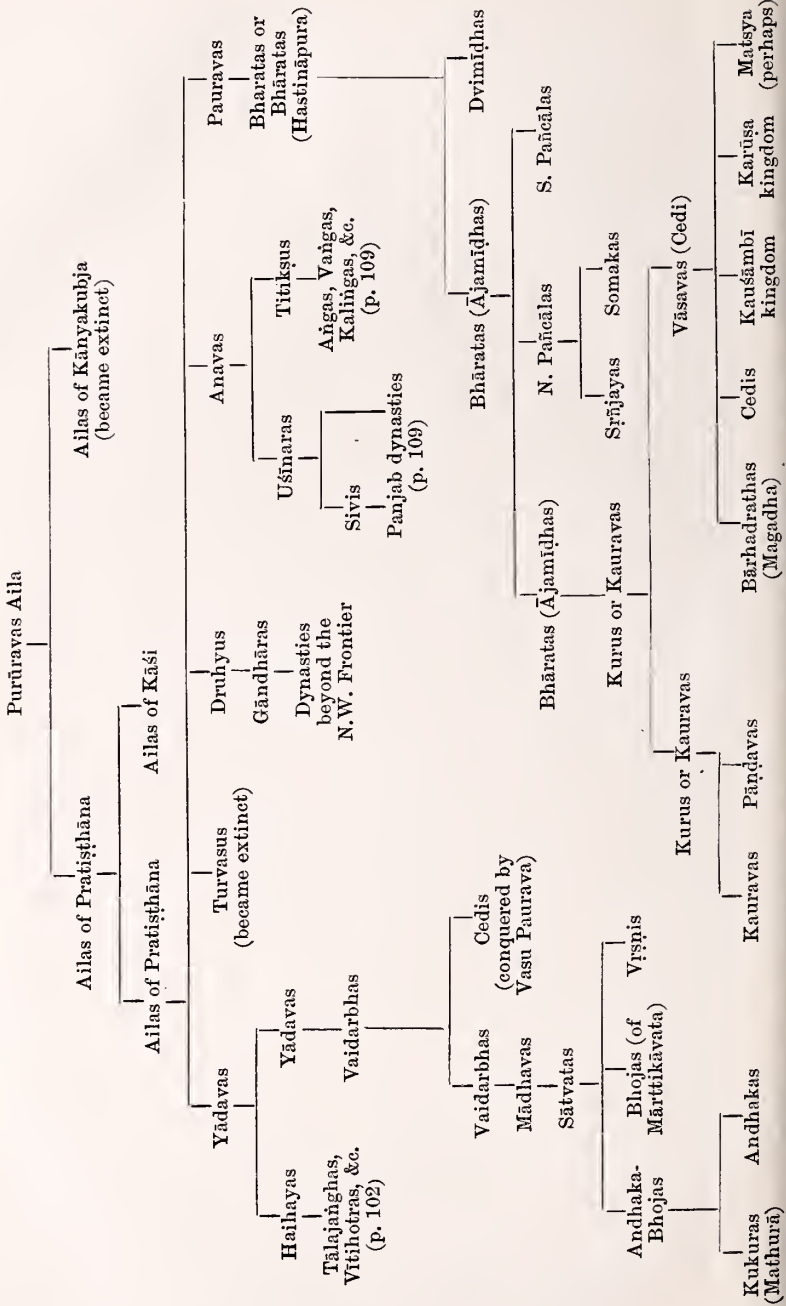 Purūravas Aila
Ailas of Pratiṣṭhāna
Ailas of Kānyakubja
(became extinct)
Ailas of Pratiṣṭhāna
Ailas of Kāśi
Yādavas
Turvasus
(became extinct)
Druhyus
Gāndhāras
Dynasties
beyond the
N.W. Frontier
Anavas
Pauravas
Bharatas or
Bhāratas
(Hastināpura)
Haihayas
Tālajaṅghas,
Vītihotras, &c.
(p. 102)
Yādavas
Vaidarbhas
Uśīnaras
Titikṣus
Aṅgas, Vaṅgas,
Kaliṅgas, &c.
(p. 109)
Sivis
Panjab dynasties
(p. 109)
Vaidarbhas
Cedis
(conquered by
Vasu Paurava)
Mādhavas
Sātvatas
Bhāratas (Ājamīḍhas)
Dvimīḍhas
Bhāratas (Ājamīḍhas)
N. Pañcālas
S. Pañcālas
Sṛñjayas
Somakas
Andhaka-
Bhojas
Bhojas (of
Mārttikāvata)
Vṛṣṇis
Kurus or Kauravas
Kukuras
(Mathurā)
Andhakas
Kurus or Kauravas
Vāsavas (Cedi)
Kauravas
Pāṇḍavas
Bārhadrathas
(Magadha)
Cedis
Kauśāmbī
kingdom
Karūṣa
kingdom
Matsya
(perhaps)